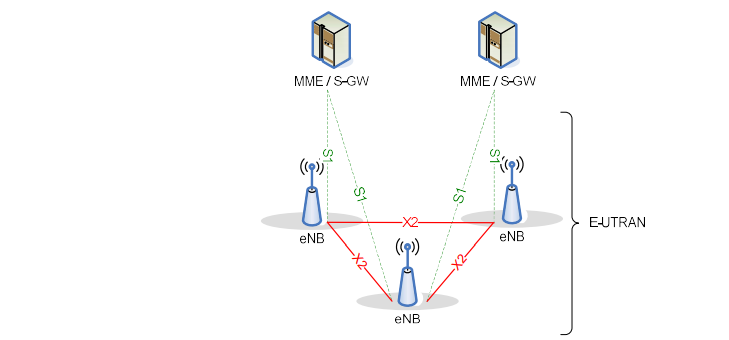 MME / S-GW
MME / S-GW
S1
S1
S1
S1
E-UTRAN
X2
eNB
eNB
X2
X2
eNB